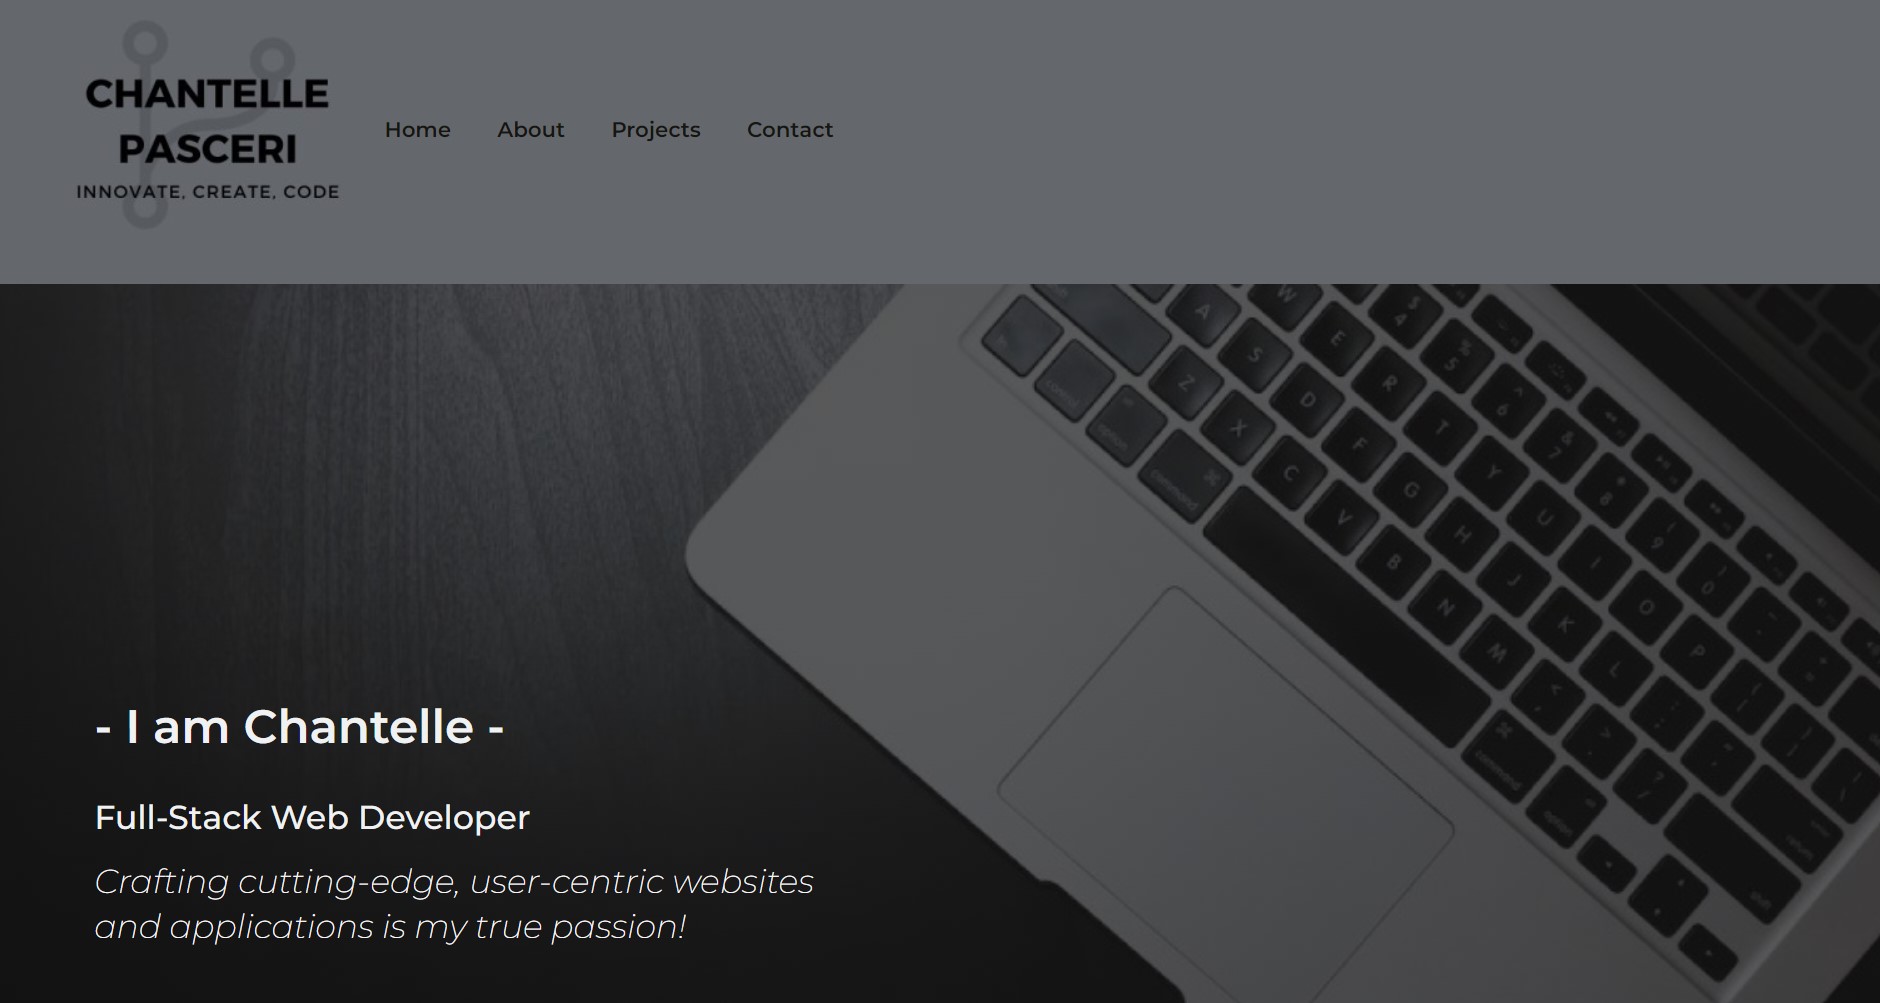 CHANTELLE
PASCERI
INNOVATE, CREATE, CODE
Home About Projects Contact
- I am Chantelle -
Full-Stack Web Developer
Crafting cutting-edge, user-centric websites
and applications is my true passion!